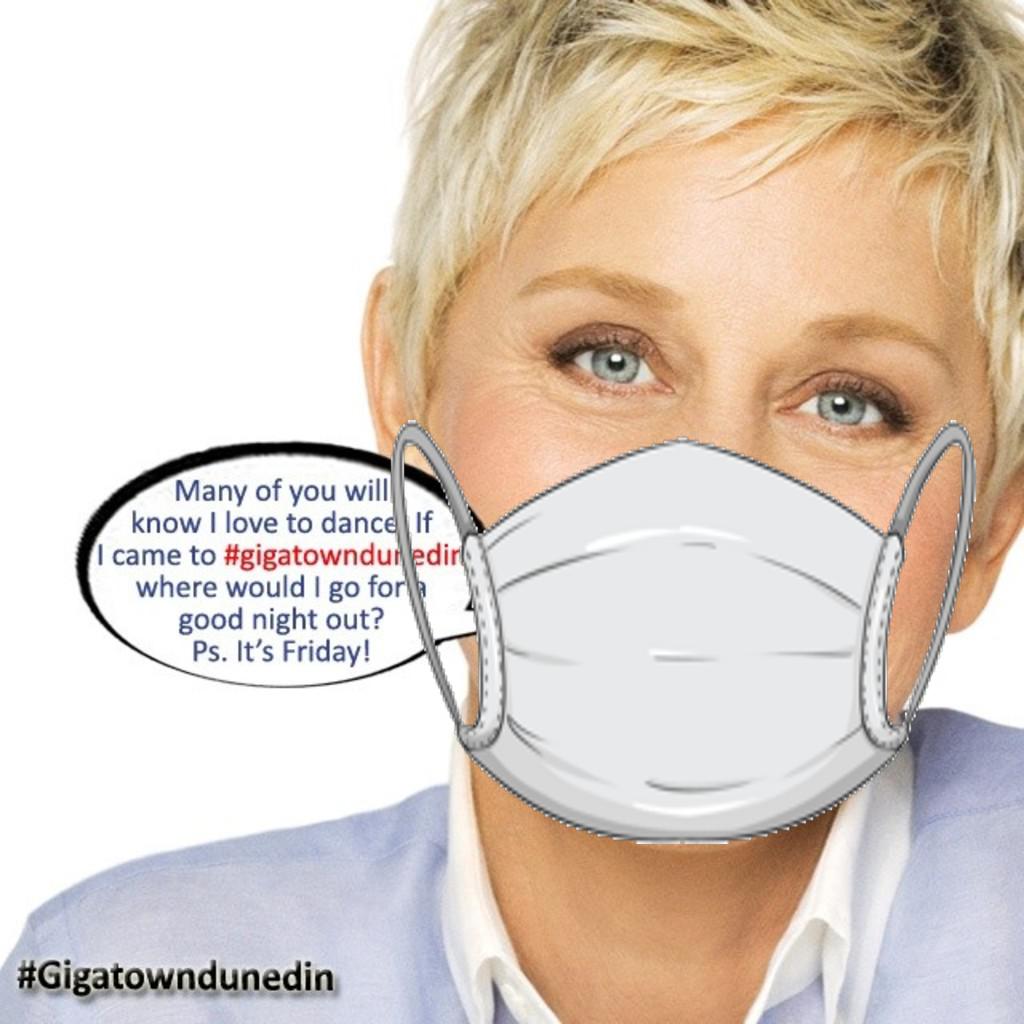 Many of you will
know I love to dance. If
I came to #gigatowndunedin
where would I go for a
good night out?
Ps. It's Friday!
#Gigatowndunedin